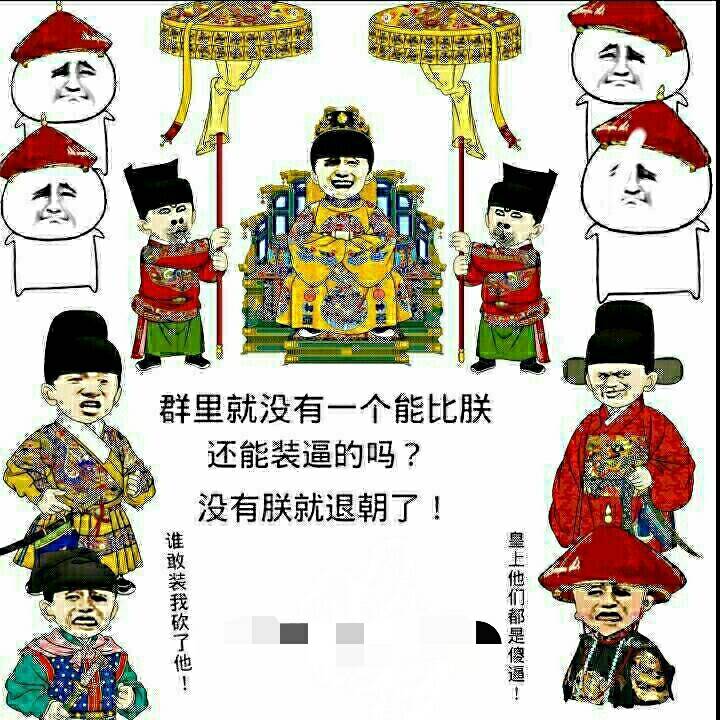 群里就没有一个能比朕
还能装逼的吗？
没有朕就退朝了！
谁敢装我砍了他！
皇上他们都是傻逼！